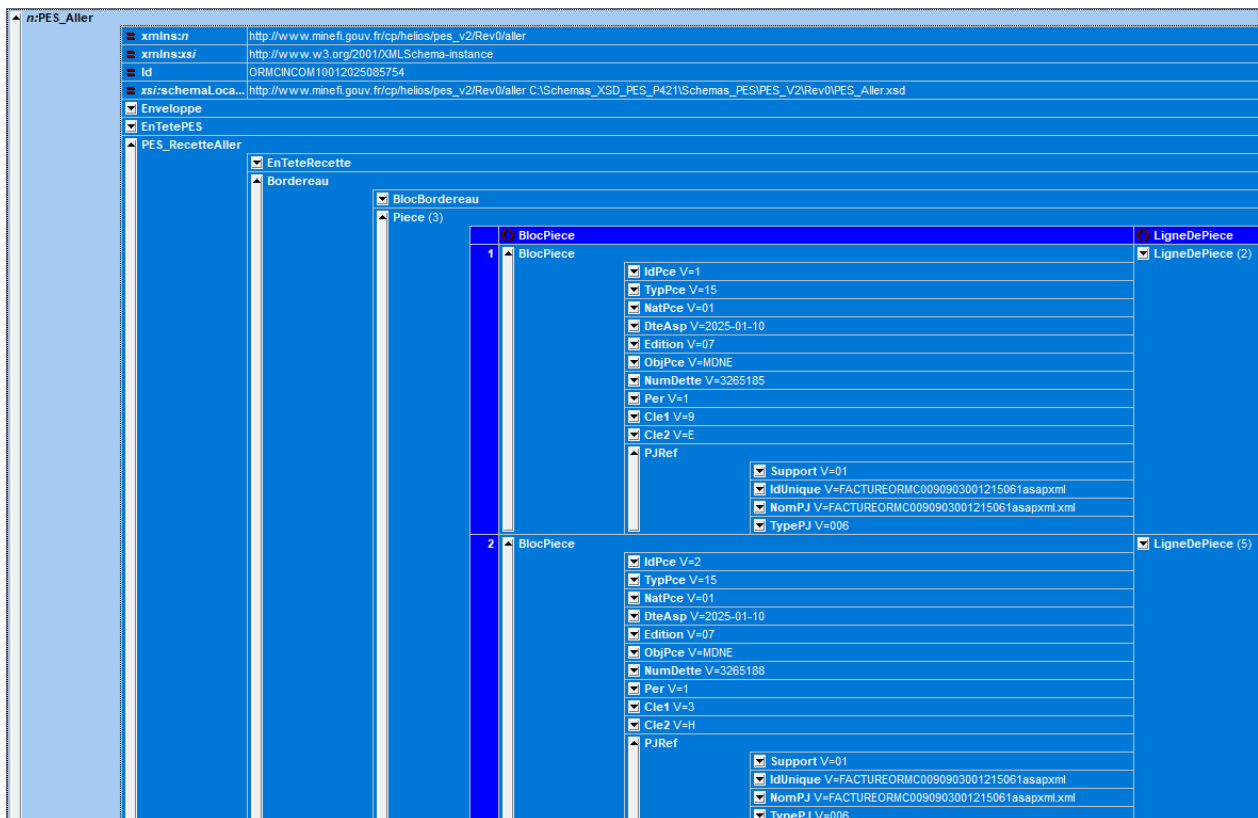 n:PES_Aller
xmlns:n http://www.minefi.gouv.fr/cp/helios/pes_v2/Rev0/aller
xmlns:xsi http://www.w3.org/2001/XMLSchema-instance
Id ORMCINCOM10012025085754
xsi:schemaLoca... http://www.minefi.gouv.fr/cp/helios/pes_v2/Rev0/aller C:\Schemas_XSD_PES_P421\Schemas_PES\PES_V2\Rev0\PES_Aller.xsd
Enveloppe
EnTetePES
PES_RecetteAller
EnTeteRecette
Bordereau
BlocBordereau
Piece (3)
() BlocPiece () LigneDePiece
1 BlocPiece LigneDePiece (2)
IdPce V=1
TypPce V=15
NatPce V=01
DteAsp V=2025-01-10
Edition V=07
ObjPce V=MDNE
NumDette V=3265185
Per V=1
Cle1 V=9
Cle2 V=E
PJRef
Support V=01
IdUnique V=FACTUREORMC0090903001215061asapxml
NomPJ V=FACTUREORMC0090903001215061asapxml.xml
TypePJ V=006
2 BlocPiece LigneDePiece (5)
IdPce V=2
TypPce V=15
NatPce V=01
DteAsp V=2025-01-10
Edition V=07
ObjPce V=MDNE
NumDette V=3265188
Per V=1
Cle1 V=3
Cle2 V=H
PJRef
Support V=01
IdUnique V=FACTUREORMC0090903001215061asapxml
NomPJ V=FACTUREORMC0090903001215061asapxml.xml
TypePJ V=006